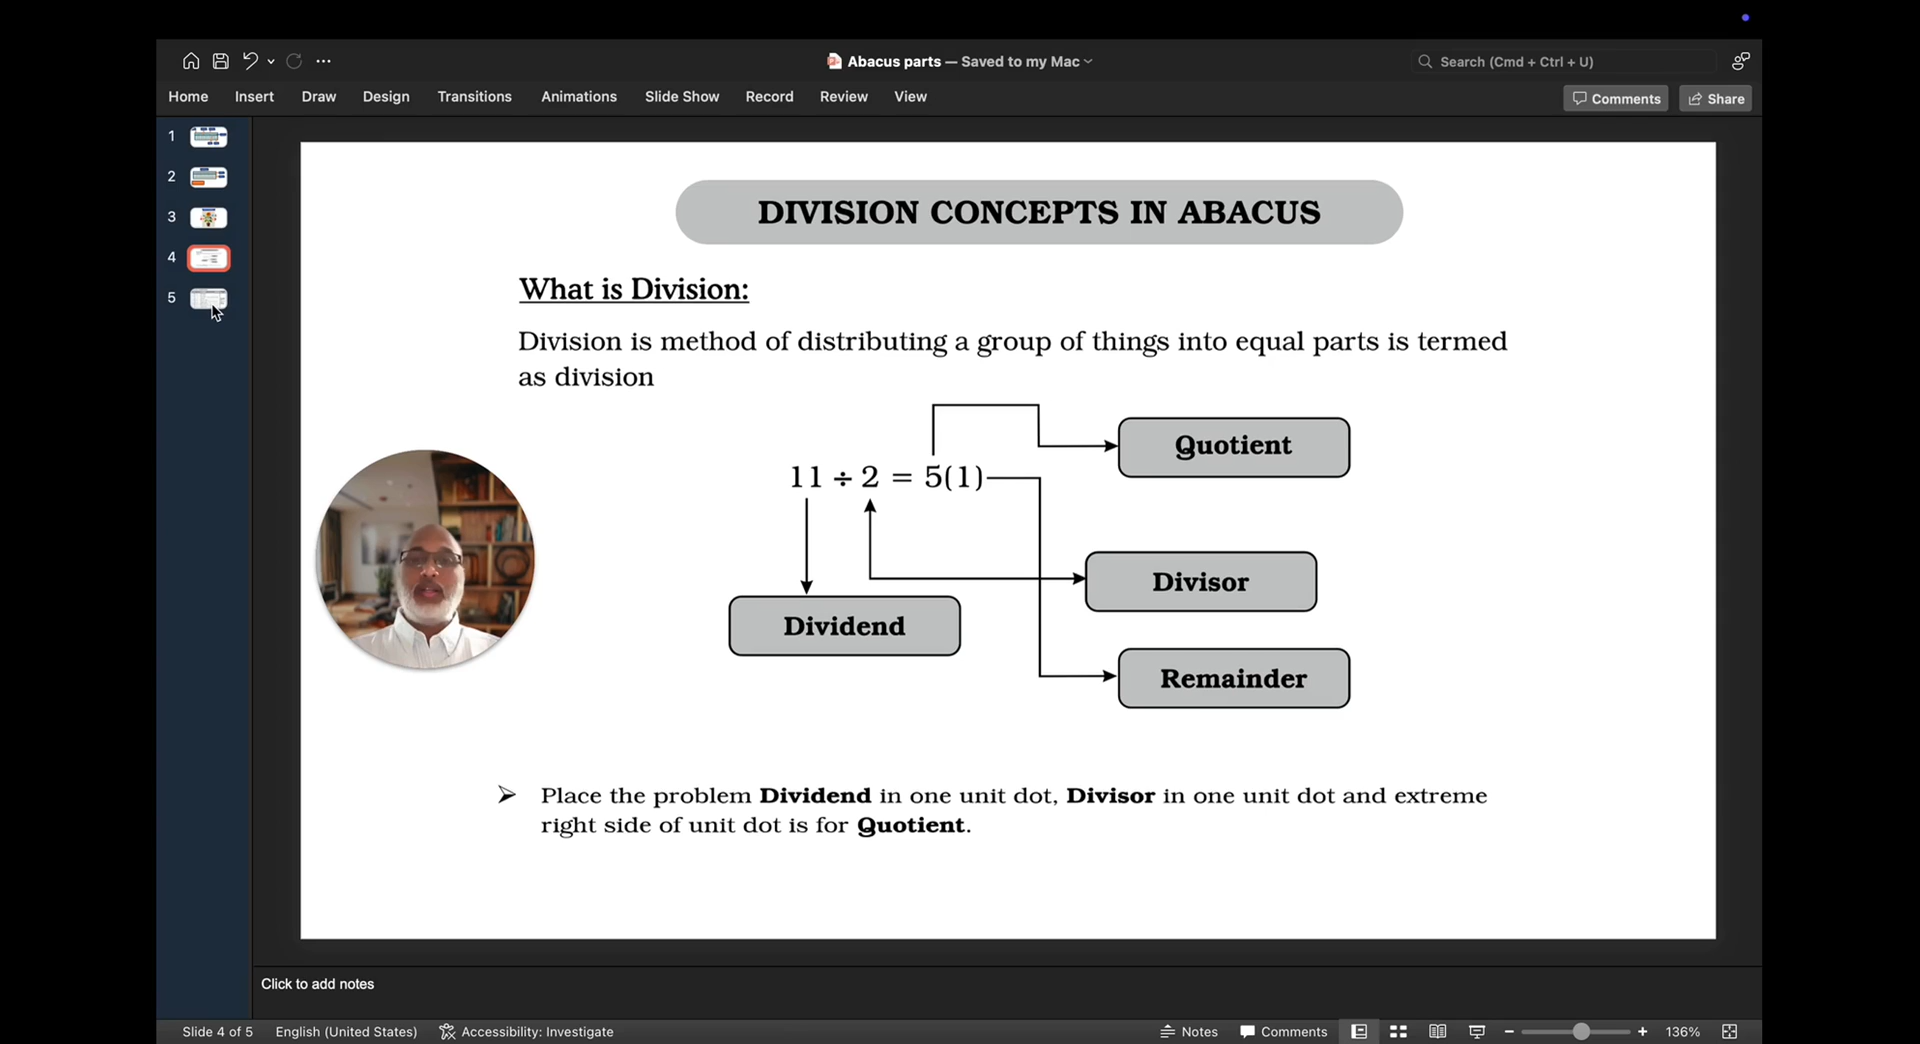 Abacus parts — Saved to my Mac
Search (Cmd + Ctrl + U)
Home Insert Draw Design Transitions Animations Slide Show Record Review View
Comments Share
1
2
3
4
5
DIVISION CONCEPTS IN ABACUS
What is Division:
Division is method of distributing a group of things into equal parts is termed
as division
Quotient
11 ÷ 2 = 5(1)
Divisor
Dividend
Remainder
➢ Place the problem Dividend in one unit dot, Divisor in one unit dot and extreme
right side of unit dot is for Quotient.
Click to add notes
Slide 4 of 5 English (United States) Accessibility: Investigate Notes Comments 136%